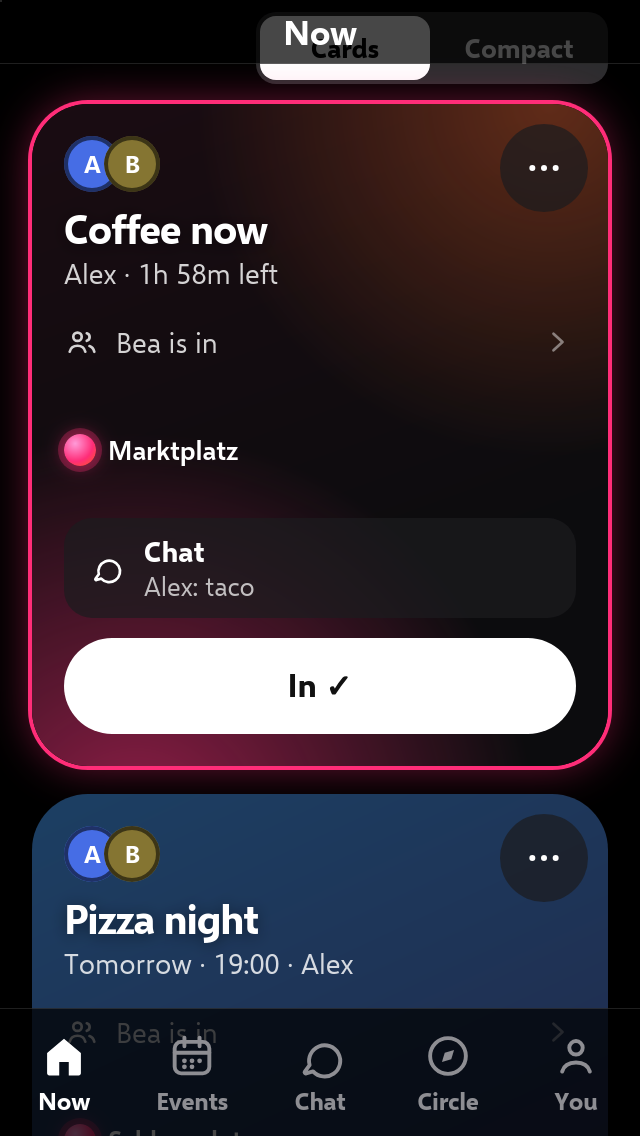 Now
Cards
Compact
A B
Coffee now
Alex · 1h 58m left
Bea is in
Marktplatz
Chat
Alex: taco
In ✓
A B
Pizza night
Tomorrow · 19:00 · Alex
Bea is in
Now
Events
Chat
Circle
You